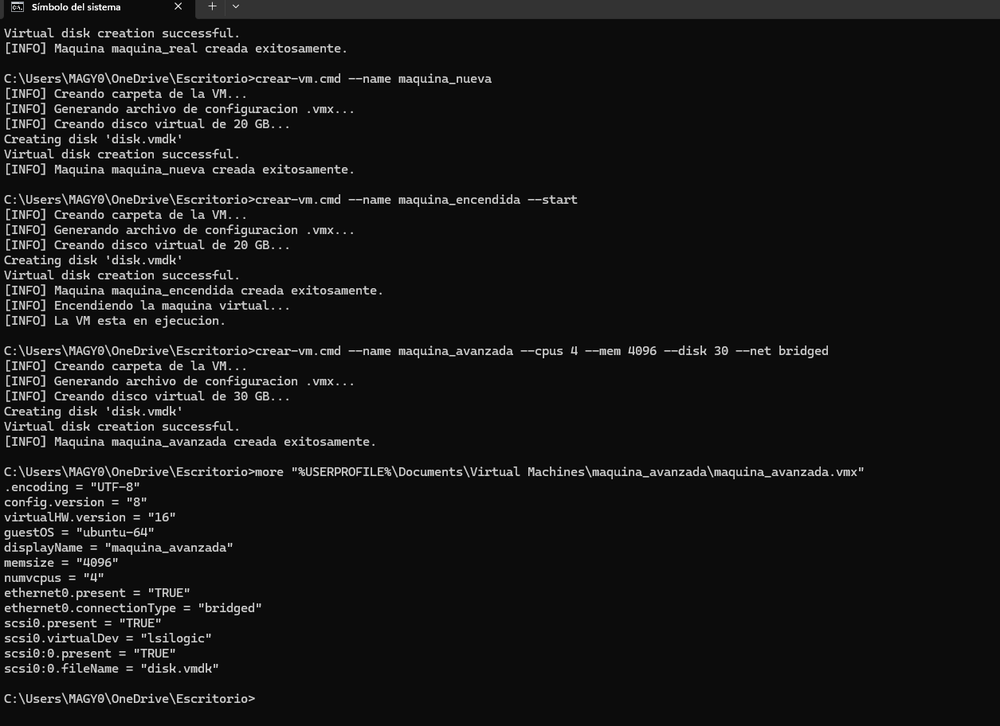 Símbolo del sistema
Virtual disk creation successful.
[INFO] Maquina maquina_real creada exitosamente.
C:\Users\MAGY0\OneDrive\Escritorio>crear-vm.cmd --name maquina_nueva
[INFO] Creando carpeta de la VM...
[INFO] Generando archivo de configuracion .vmx...
[INFO] Creando disco virtual de 20 GB...
Creating disk 'disk.vmdk'
Virtual disk creation successful.
[INFO] Maquina maquina_nueva creada exitosamente.
C:\Users\MAGY0\OneDrive\Escritorio>crear-vm.cmd --name maquina_encendida --start
[INFO] Creando carpeta de la VM...
[INFO] Generando archivo de configuracion .vmx...
[INFO] Creando disco virtual de 20 GB...
Creating disk 'disk.vmdk'
Virtual disk creation successful.
[INFO] Maquina maquina_encendida creada exitosamente.
[INFO] Encendiendo la maquina virtual...
[INFO] La VM esta en ejecucion.
C:\Users\MAGY0\OneDrive\Escritorio>crear-vm.cmd --name maquina_avanzada --cpus 4 --mem 4096 --disk 30 --net bridged
[INFO] Creando carpeta de la VM...
[INFO] Generando archivo de configuracion .vmx...
[INFO] Creando disco virtual de 30 GB...
Creating disk 'disk.vmdk'
Virtual disk creation successful.
[INFO] Maquina maquina_avanzada creada exitosamente.
C:\Users\MAGY0\OneDrive\Escritorio>more "%USERPROFILE%\Documents\Virtual Machines\maquina_avanzada\maquina_avanzada.vmx"
.encoding = "UTF-8"
config.version = "8"
virtualHW.version = "16"
guestOS = "ubuntu-64"
displayName = "maquina_avanzada"
memsize = "4096"
numvcpus = "4"
ethernet0.present = "TRUE"
ethernet0.connectionType = "bridged"
scsi0.present = "TRUE"
scsi0.virtualDev = "lsilogic"
scsi0:0.present = "TRUE"
scsi0:0.fileName = "disk.vmdk"
C:\Users\MAGY0\OneDrive\Escritorio>